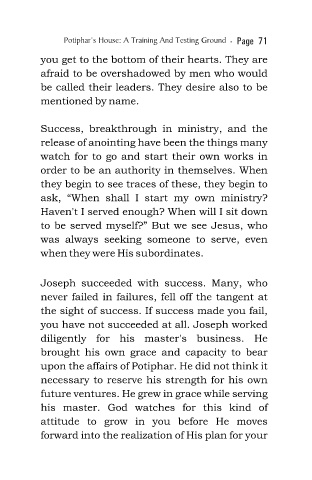 Potiphar's House: A Training And Testing Ground - Page 71
you get to the bottom of their hearts. They are
afraid to be overshadowed by men who would
be called their leaders. They desire also to be
mentioned by name.
Success, breakthrough in ministry, and the
release of anointing have been the things many
watch for to go and start their own works in
order to be an authority in themselves. When
they begin to see traces of these, they begin to
ask, “When shall I start my own ministry?
Haven't I served enough? When will I sit down
to be served myself?” But we see Jesus, who
was always seeking someone to serve, even
when they were His subordinates.
Joseph succeeded with success. Many, who
never failed in failures, fell off the tangent at
the sight of success. If success made you fail,
you have not succeeded at all. Joseph worked
diligently for his master's business. He
brought his own grace and capacity to bear
upon the affairs of Potiphar. He did not think it
necessary to reserve his strength for his own
future ventures. He grew in grace while serving
his master. God watches for this kind of
attitude to grow in you before He moves
forward into the realization of His plan for your